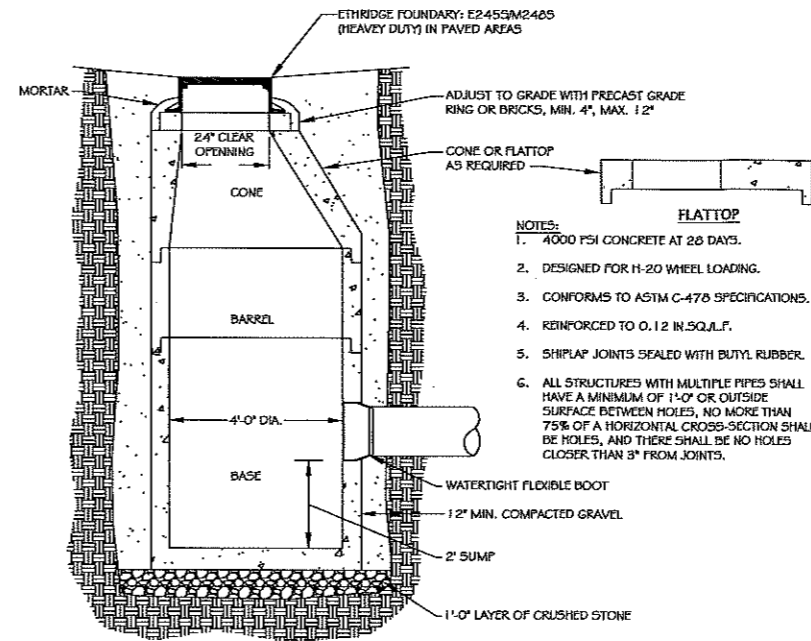 ETHRIDGE FOUNDARY: E245S/M248S
(HEAVEY DUTY) IN PAVED AREAS
MORTAR
ADJUST TO GRADE WITH PRECAST GRADE
RING OR BRICKS, MIN. 4", MAX. 12"
24" CLEAR
OPENNING
CONE OR FLATTOP
AS REQUIRED
CONE
FLATTOP
NOTES:
1. 4000 PSI CONCRETE AT 28 DAYS.
2. DESIGNED FOR H-20 WHEEL LOADING.
3. CONFORMS TO ASTM C-478 SPECIFICATIONS.
4. REINFORCED TO 0.12 IN.SQ./L.F.
5. SHIPLAP JOINTS SEALED WITH BUTYL RUBBER.
6. ALL STRUCTURES WITH MULTIPLE PIPES SHALL
HAVE A MINIMUM OF 1'-0" OR OUTSIDE
SURFACE BETWEEN HOLES, NO MORE THAN
75% OF A HORIZONTAL CROSS-SECTION SHALL
BE HOLES, AND THERE SHALL BE NO HOLES
CLOSER THAN 3" FROM JOINTS.
BARREL
4'-0" DIA.
BASE
WATERTIGHT FLEXIBLE BOOT
12" MIN. COMPACTED GRAVEL
2' SUMP
1'-0" LAYER OF CRUSHED STONE